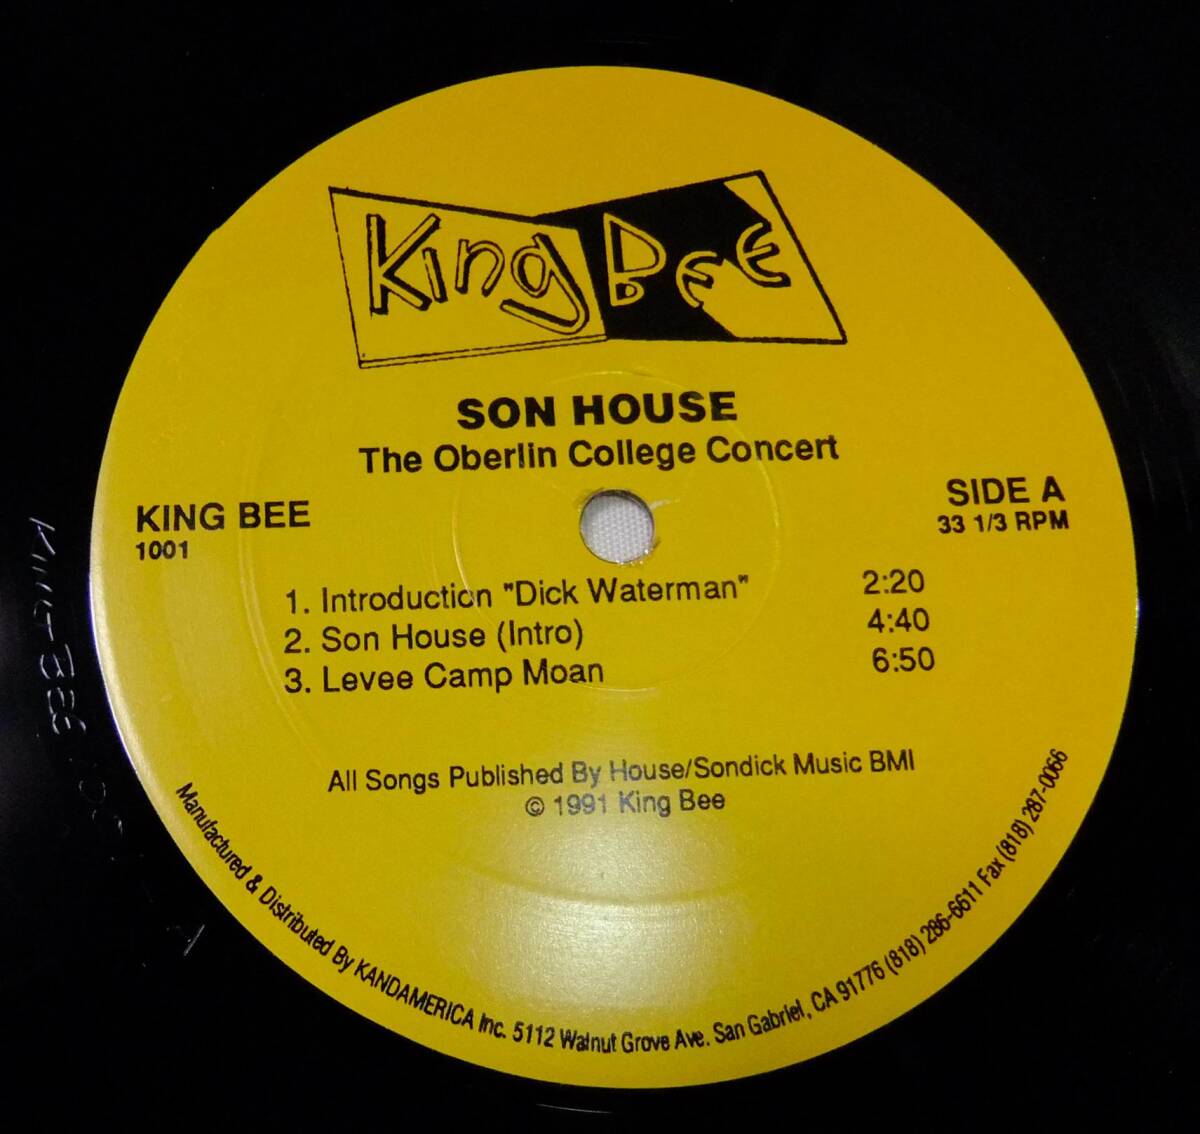 King BEE
SON HOUSE
The Oberlin College Concert
KING BEE
1001
SIDE A
33 1/3 RPM
1. Introduction "Dick Waterman" 2:20
2. Son House (Intro) 4:40
3. Levee Camp Moan 6:50
All Songs Published By House/Sondick Music BMI
© 1991 King Bee
Manufactured & Distributed By KANDAMERICA Inc. 5112 Walnut Grove Ave. San Gabriel, CA 91776 (818) 286-6611 Fax (818) 287-0066
KING BEE